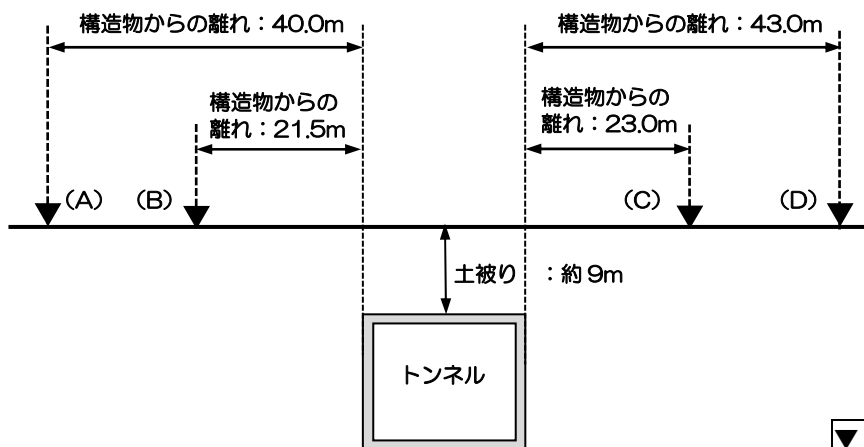 構造物からの離れ：40.0m
構造物からの離れ：43.0m
構造物からの
離れ：21.5m
構造物からの
離れ：23.0m
(A)
(B)
(C)
(D)
土被り ：約9m
トンネル